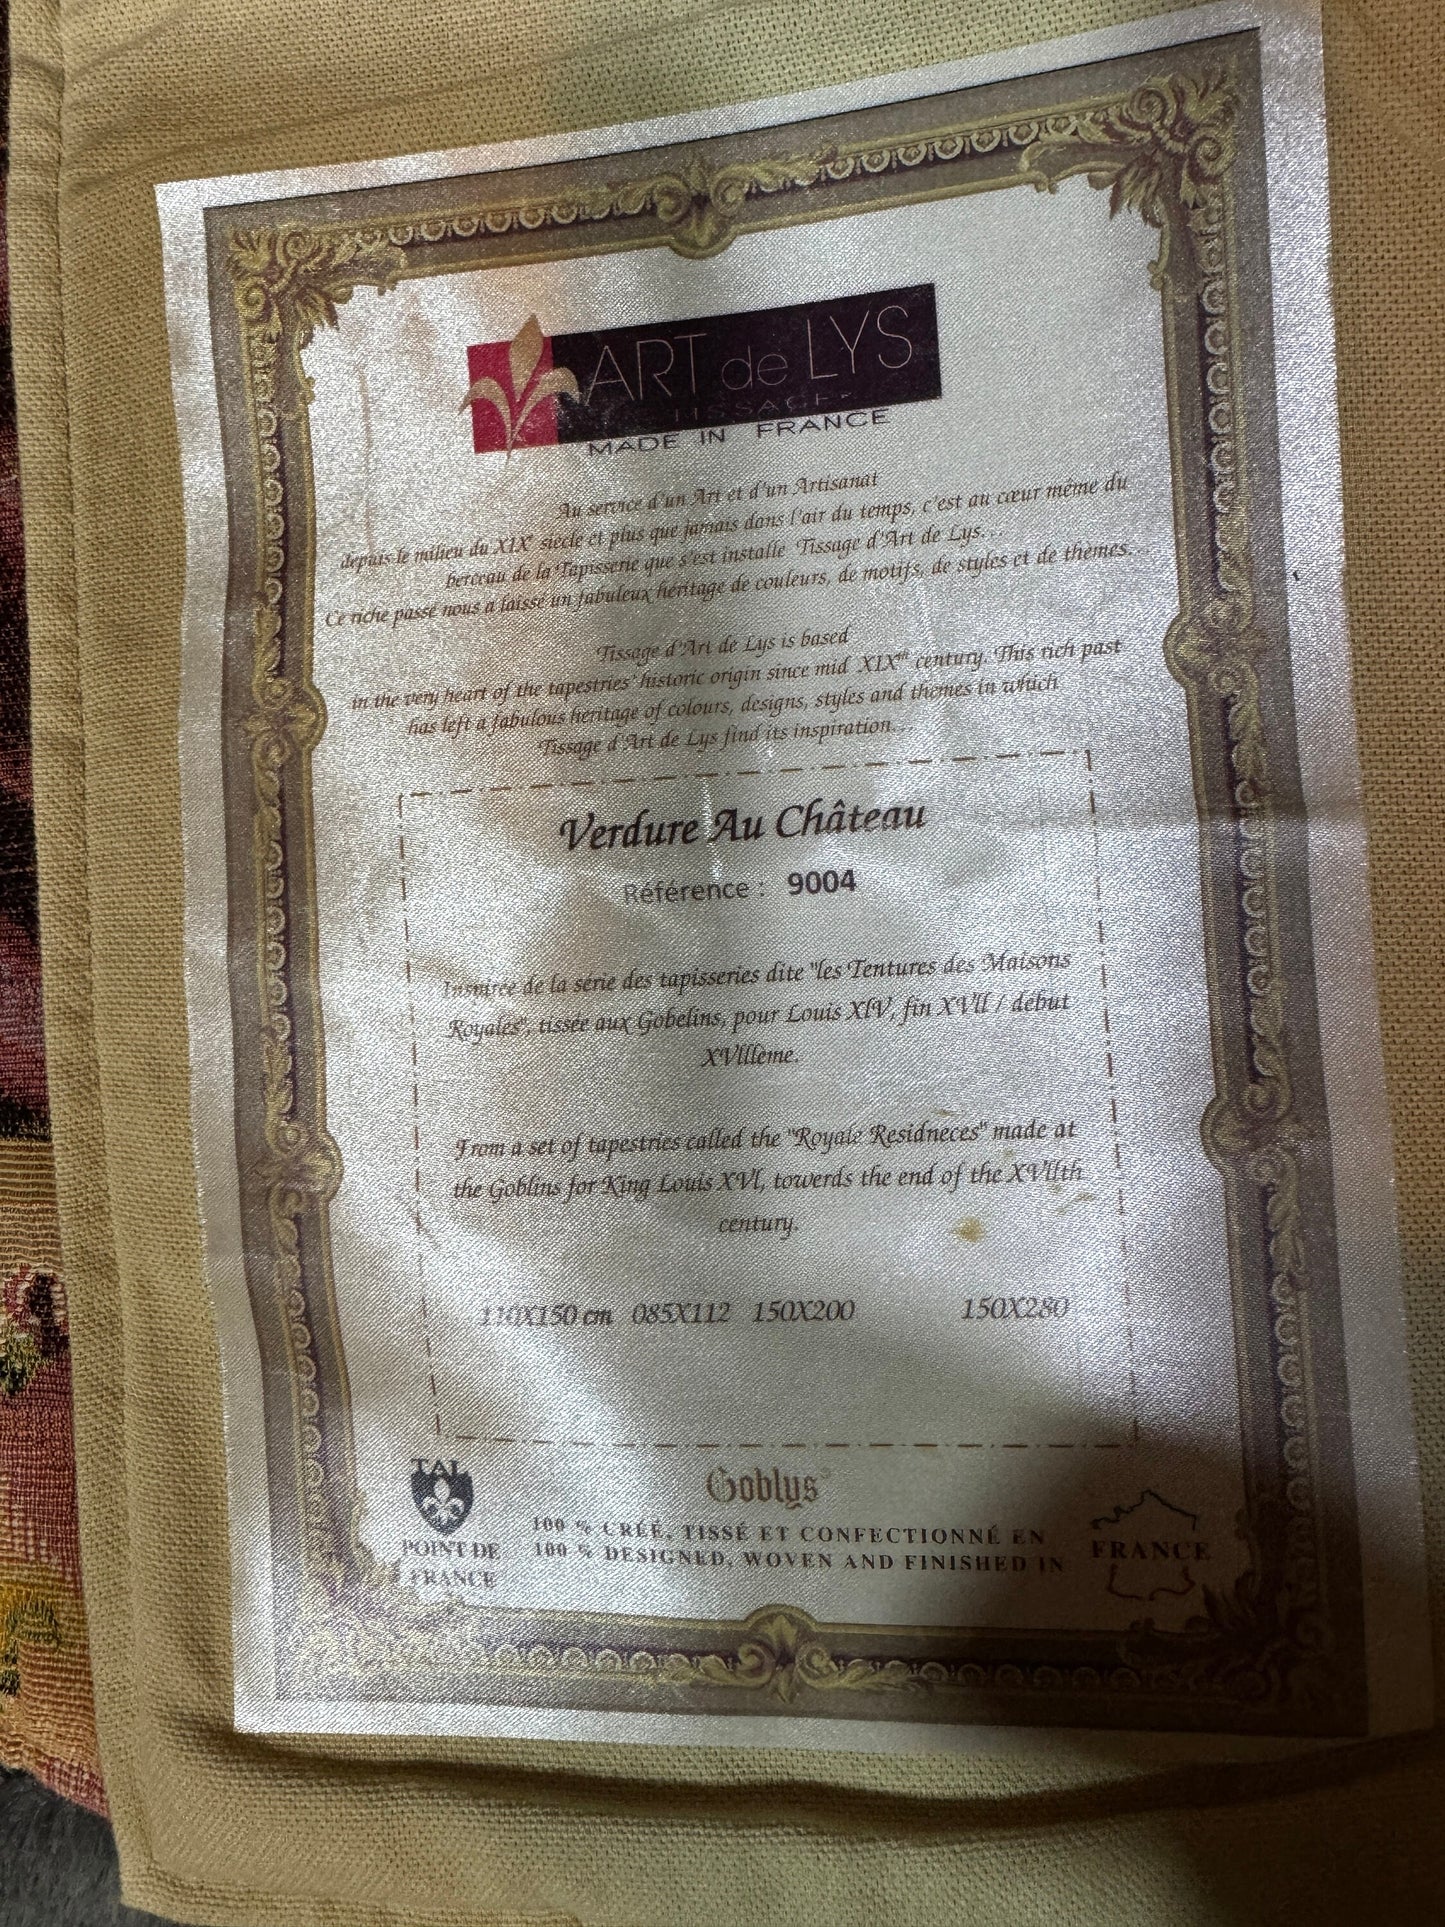 ART de LYS
TISSAGE
MADE IN FRANCE
Au service d'un Art et d'un Artisanat
depuis le milieu du XIXe siècle et plus que jamais dans l'air du temps, c'est au cœur même du
berceau de la Tapisserie que s'est installé Tissage d'Art de Lys...
Ce riche passé nous a laissé un fabuleux héritage de couleurs, de motifs, de styles et de thèmes...
Tissage d'Art de Lys is based
in the very heart of the tapestries' historic origin since mid XIXth century. This rich past
has left a fabulous heritage of colours, designs, styles and themes in which
Tissage d'Art de Lys find its inspiration...
Verdure Au Château
Référence : 9004
Inspirée de la série des tapisseries dite "les Tentures des Maisons
Royales", tissée aux Gobelins, pour Louis XIV, fin XVII / debut
XVIIIème.
From a set of tapestries called the "Royale Residneces" made at
the Goblins for King Louis XVI, towerds the end of the XVIIth
century.
110X150 cm 085X112 150X200 150X280
TAL
POINT DE
FRANCE
Goblys
100 % CRÉÉ, TISSÉ ET CONFECTIONNÉ EN
100 % DESIGNED, WOVEN AND FINISHED IN
FRANCE